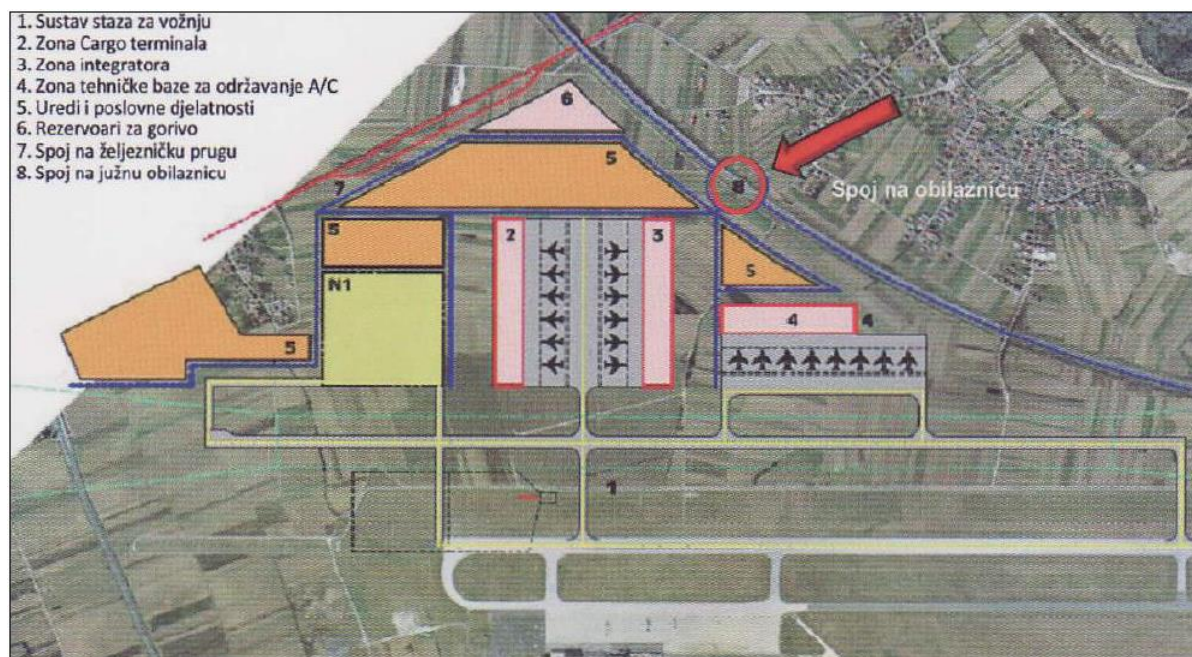 1. Sustav staza za vožnju
2. Zona Cargo terminala
3. Zona integratora
4. Zona tehničke baze za održavanje A/C
5. Uredi i poslovne djelatnosti
6. Rezervoari za gorivo
7. Spoj na željezničku prugu
8. Spoj na južnu obilaznicu
6
5
7
8
Spoj na obilaznicu
5
2
3
5
N1
4
4
5
1